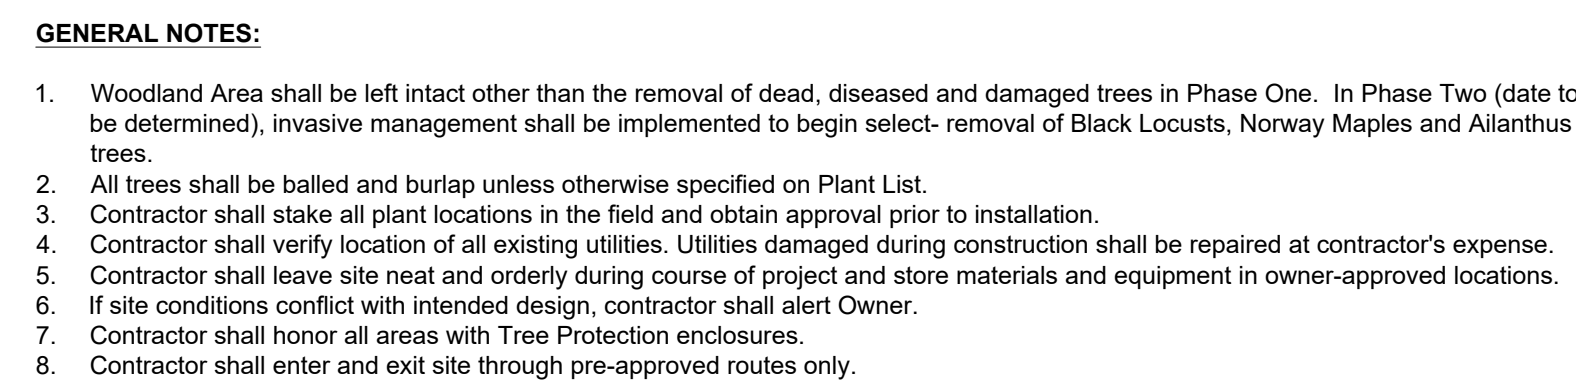 GENERAL NOTES:
1. Woodland Area shall be left intact other than the removal of dead, diseased and damaged trees in Phase One. In Phase Two (date to
be determined), invasive management shall be implemented to begin select- removal of Black Locusts, Norway Maples and Ailanthus
trees.
2. All trees shall be balled and burlap unless otherwise specified on Plant List.
3. Contractor shall stake all plant locations in the field and obtain approval prior to installation.
4. Contractor shall verify location of all existing utilities. Utilities damaged during construction shall be repaired at contractor's expense.
5. Contractor shall leave site neat and orderly during course of project and store materials and equipment in owner-approved locations.
6. If site conditions conflict with intended design, contractor shall alert Owner.
7. Contractor shall honor all areas with Tree Protection enclosures.
8. Contractor shall enter and exit site through pre-approved routes only.